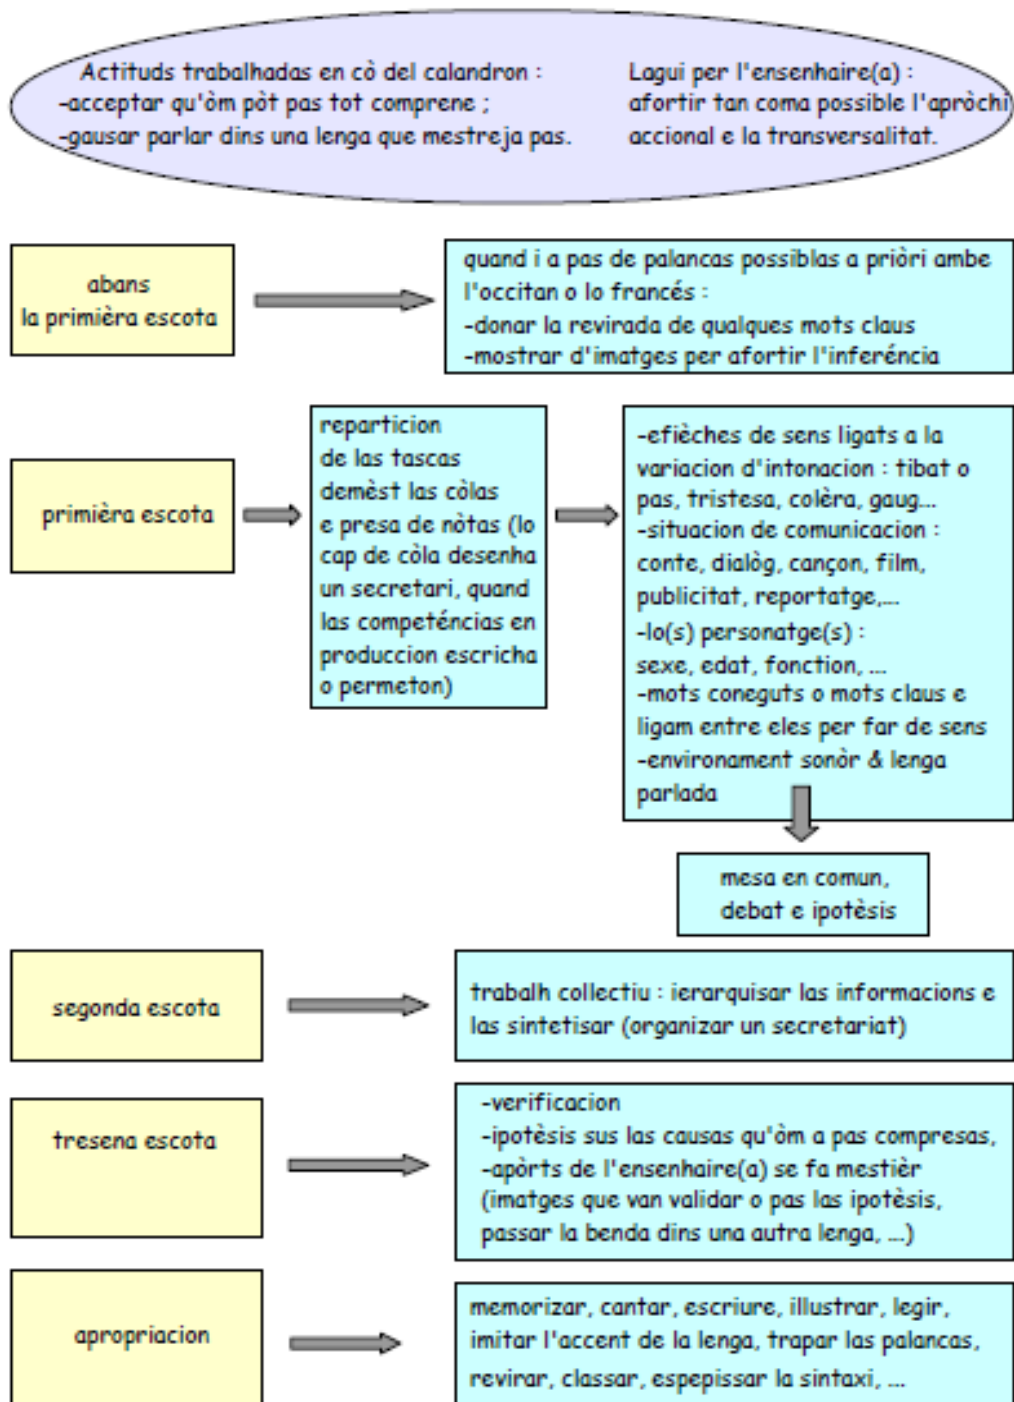 Actituds trabalhadas en cò del calandron :
-acceptar qu'òm pòt pas tot comprene ;
-gausar parlar dins una lenga que mestreja pas.
Lagui per l'ensenhaire(a) :
afortir tan coma possible l'apròchi
accional e la transversalitat.
abans
la primièra escota
quand i a pas de palancas possiblas a priòri ambe
l'occitan o lo francés :
-donar la revirada de qualques mots claus
-mostrar d'imatges per afortir l'inferéncia
primièra escota
reparticion
de las tascas
demèst las còlas
e presa de nòtas (lo
cap de còla desenha
un secretari, quand
las competéncias en
produccion escricha
o permeton)
-efièches de sens ligats a la
variacion d'intonacion : tibat o
pas, tristesa, colèra, gaug...
-situacion de comunicacion :
conte, dialòg, cançon, film,
publicitat, reportatge,...
-lo(s) personatge(s) :
sexe, edat, fonction, ...
-mots coneguts o mots claus e
ligam entre eles per far de sens
-environament sonòr & lenga
parlada
mesa en comun,
debat e ipotèsis
segonda escota
trabalh collectiu : ierarquisar las informacions e
las sintetisar (organizar un secretariat)
tresena escota
-verificacion
-ipotèsis sus las causas qu'òm a pas compresas,
-apòrts de l'ensenhaire(a) se fa mestièr
(imatges que van validar o pas las ipotèsis,
passar la benda dins una autra lenga, ...)
apropriacion
memorizar, cantar, escriure, illustrar, legir,
imitar l'accent de la lenga, trapar las palancas,
revirar, classar, espepissar la sintaxi, ...